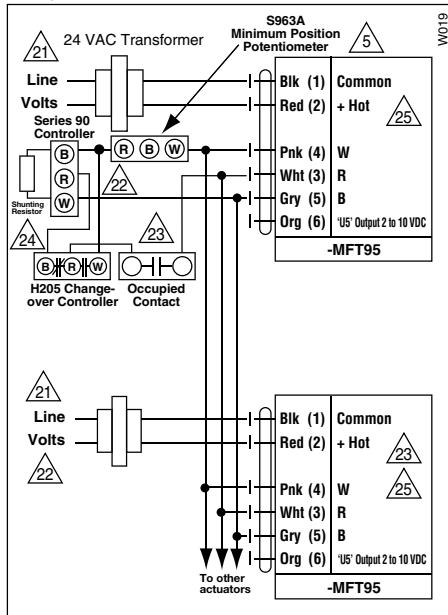 S963A
Minimum Position
Potentiometer
W019
21
24 VAC Transformer
5
Line
Volts
Blk (1) Common
Red (2) + Hot
25
Series 90
Controller
B
R
W
R B W
Pnk (4) W
Wht (3) R
Gry (5) B
Org (6) 'U5' Output 2 to 10 VDC
-MFT95
Shunting
Resistor
22
24
23
B R W
H205 Change-
over Controller
Occupied
Contact
21
Line
Volts
22
Blk (1) Common
Red (2) + Hot
23
25
Pnk (4) W
Wht (3) R
Gry (5) B
Org (6) 'U5' Output 2 to 10 VDC
-MFT95
To other
actuators